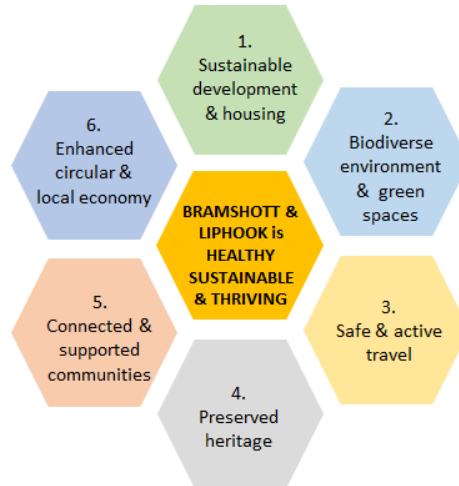 1.
Sustainable
development
& housing
2.
Biodiverse
environment
& green
spaces
3.
Safe & active
travel
4.
Preserved
heritage
5.
Connected &
supported
communities
6.
Enhanced
circular &
local economy
BRAMSHOTT &
LIPHOOK is
HEALTHY
SUSTAINABLE
& THRIVING